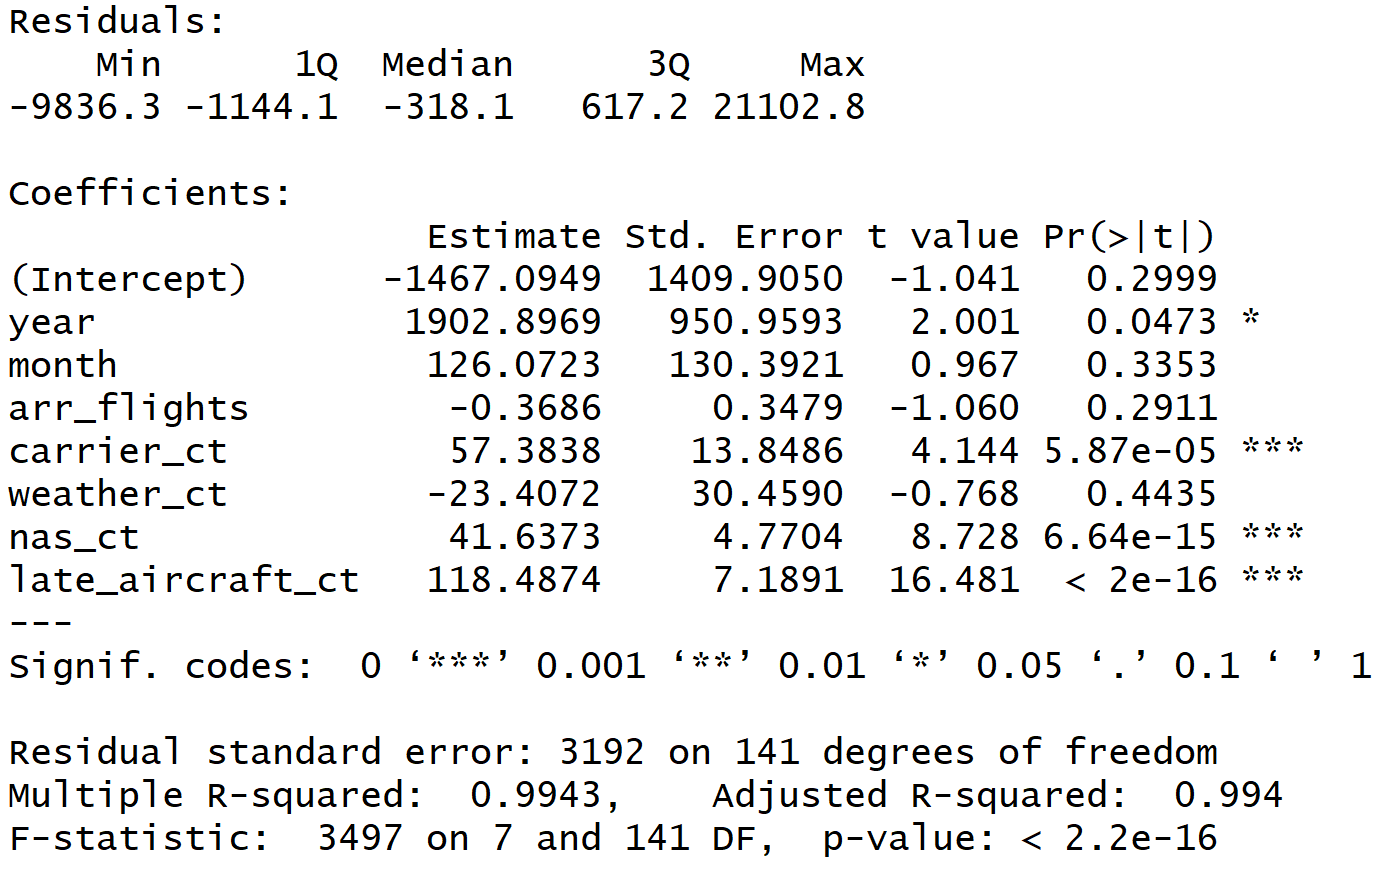 Residuals:
    Min      1Q  Median      3Q     Max
-9836.3 -1144.1  -318.1   617.2 21102.8

Coefficients:
                   Estimate Std. Error t value Pr(>|t|)
(Intercept)      -1467.0949  1409.9050  -1.041   0.2999
year              1902.8969   950.9593   2.001   0.0473 *
month              126.0723   130.3921   0.967   0.3353
arr_flights         -0.3686     0.3479  -1.060   0.2911
carrier_ct          57.3838    13.8486   4.144 5.87e-05 ***
weather_ct         -23.4072    30.4590  -0.768   0.4435
nas_ct              41.6373     4.7704   8.728 6.64e-15 ***
late_aircraft_ct   118.4874     7.1891  16.481  < 2e-16 ***
---
Signif. codes:  0 ‘***’ 0.001 ‘**’ 0.01 ‘*’ 0.05 ‘.’ 0.1 ‘ ’ 1

Residual standard error: 3192 on 141 degrees of freedom
Multiple R-squared:  0.9943,    Adjusted R-squared:  0.994
F-statistic:  3497 on 7 and 141 DF,  p-value: < 2.2e-16